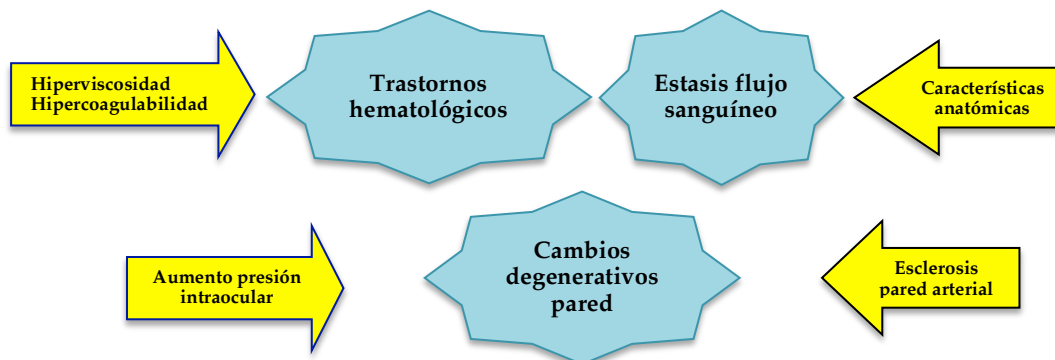 Hiperviscosidad
Hipercoagulabilidad
Trastornos
hematológicos
Estasis flujo
sanguíneo
Características
anatómicas
Aumento presión
intraocular
Cambios
degenerativos
pared
Esclerosis
pared arterial